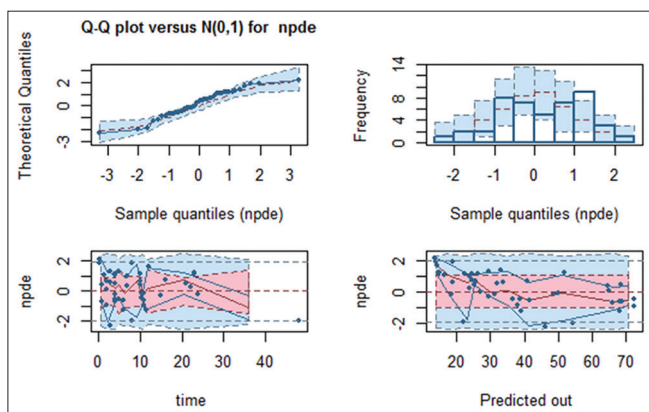 Q-Q plot versus N(0,1) for npde
Theoretical Quantiles
2
0
-3
-3 -2 -1 0 1 2 3
Sample quantiles (npde)
Frequency
14
8
4
0
-2 -1 0 1 2
Sample quantiles (npde)
npde
2
0
-2
0 10 20 30 40
time
npde
2
0
-2
20 30 40 50 60 70
Predicted out